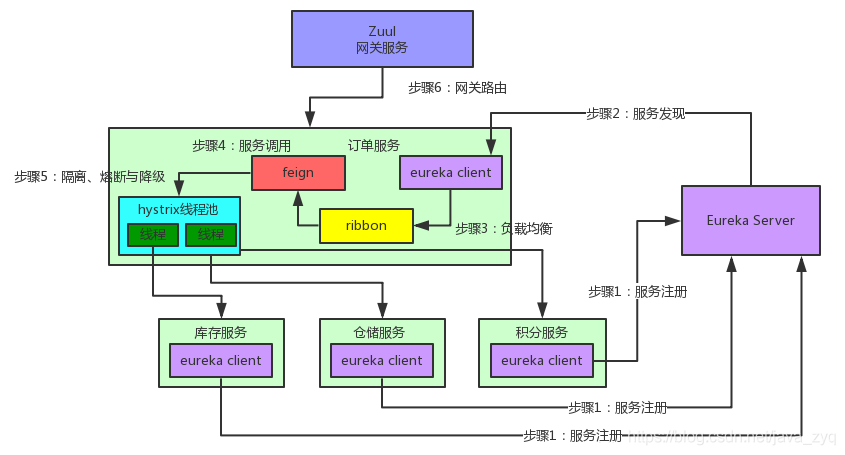 Zuul
网关服务
步骤6：网关路由
步骤2：服务发现
步骤4：服务调用
订单服务
feign
eureka client
步骤5：隔离、熔断与降级
hystrix线程池
线程
线程
ribbon
步骤3：负载均衡
Eureka Server
步骤1：服务注册
库存服务
eureka client
仓储服务
eureka client
积分服务
eureka client
步骤1：服务注册
步骤1：服务注册
https://blog.csdn.net/java_zyq